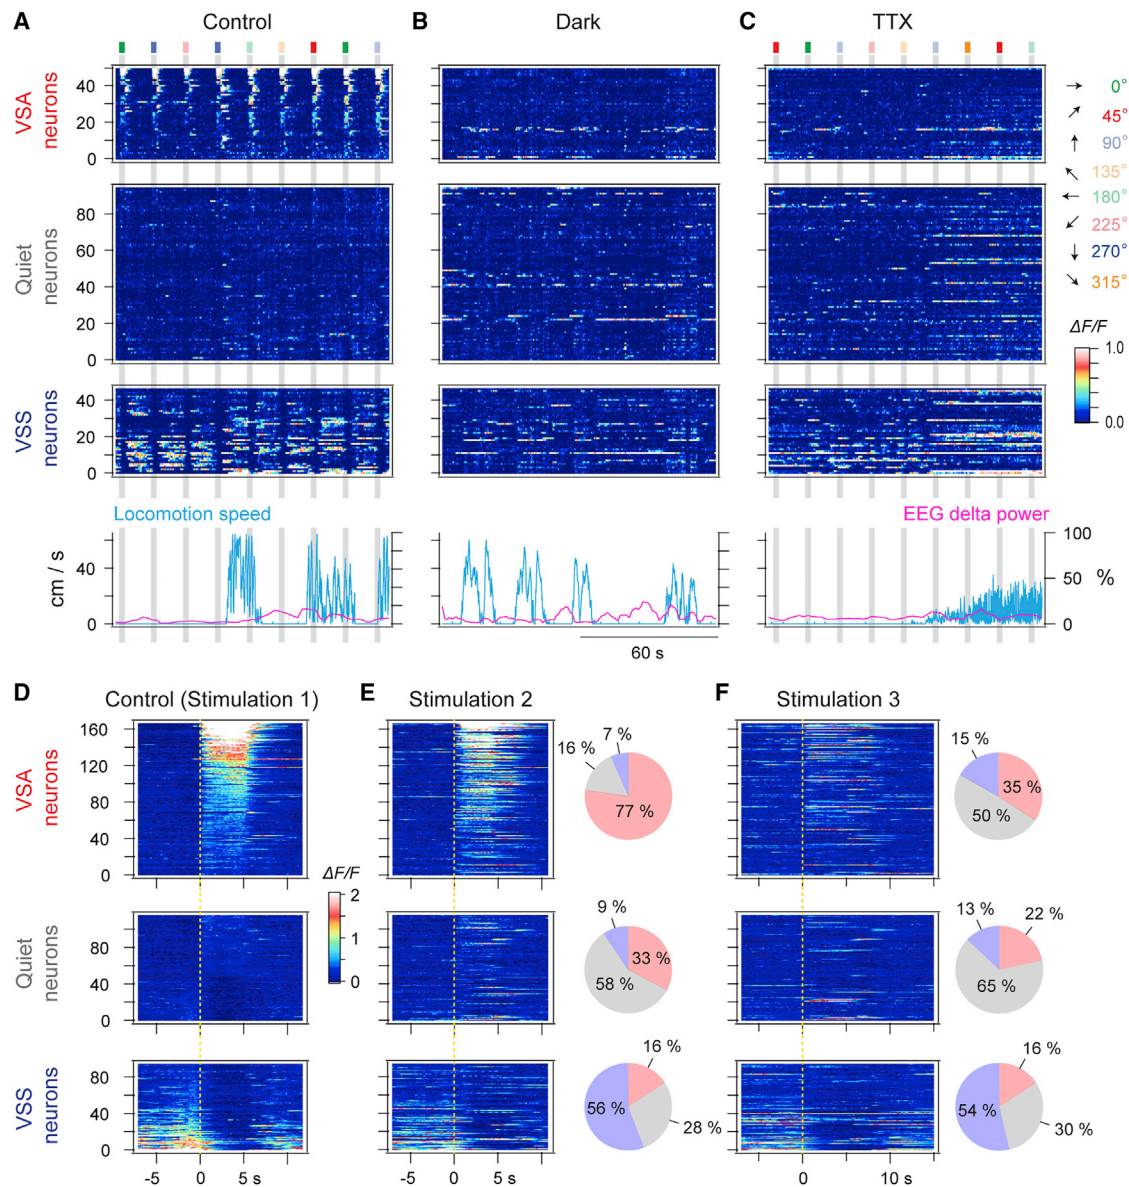 A Control
B Dark
C TTX
VSA
neurons
40
20
0
Quiet
neurons
80
60
40
20
0
VSS
neurons
40
20
0
0°
45°
90°
135°
180°
225°
270°
315°
ΔF/F
1.0
0.0
Locomotion speed
EEG delta power
cm / s
40
0
100
50
0
%
60 s
D Control (Stimulation 1)
E Stimulation 2
F Stimulation 3
VSA
neurons
160
120
80
40
0
16 %
7 %
77 %
15 %
35 %
50 %
ΔF/F
2
1
0
Quiet
neurons
80
40
0
9 %
33 %
58 %
13 %
22 %
65 %
VSS
neurons
80
40
0
16 %
56 %
28 %
16 %
54 %
30 %
-5 0 5 s
-5 0 5 s
0 10 s